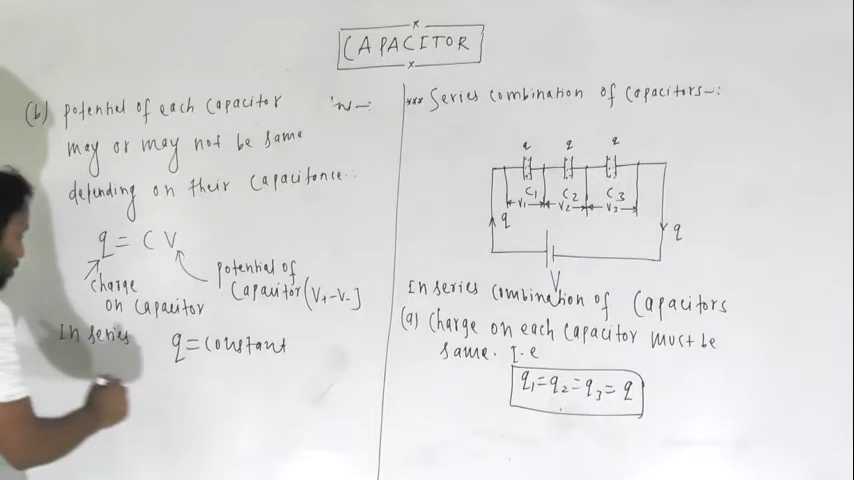 CAPACITOR
*** Series combination of capacitors-:
q q q
C1 C2 C3
V1 V2 V3
q q
V
In series combination of Capacitors
(a) Charge on each capacitor must be
same. I.e
q1=q2=q3=q
(b) potential of each capacitor
may or may not be same
depending on their capacitance..
q = CV
charge
on capacitor
potential of
capacitor (V+-V-]
In series q=constant